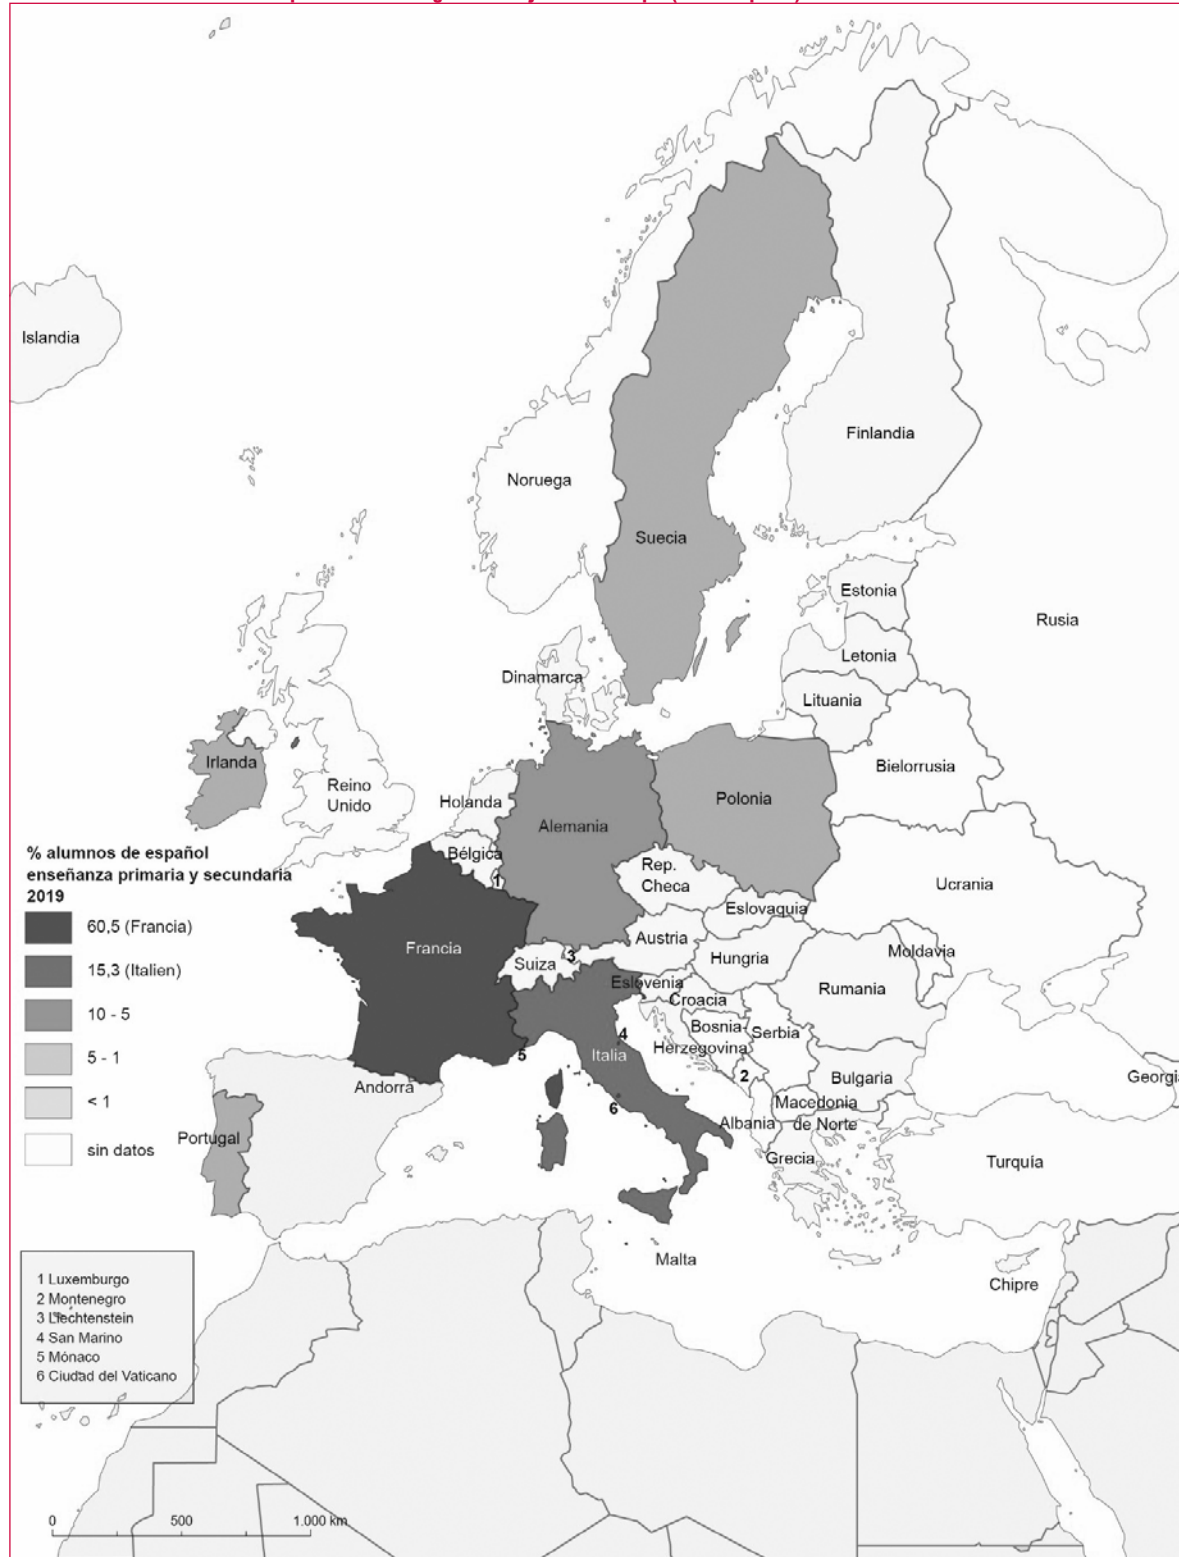 Islandia
Finlandia
Noruega
Suecia
Estonia
Rusia
Letonia
Dinamarca
Lituania
Irlanda
Bielorrusia
Reino
Unido
Holanda
Polonia
Alemania
% alumnos de español
enseñanza primaria y secundaria
2019
60,5 (Francia)
15,3 (Italien)
10 - 5
5 - 1
< 1
sin datos
Bélgica
1
Rep.
Checa
Ucrania
Eslovaquia
Francia
Austria
Suiza
3
Hungria
Moldavia
Eslovenia
Rumania
Croacia
Bosnia-
Herzegovina
Serbia
4
Italia
5
2
Andorra
Bulgaria
Georgia
6
Macedonia
de Norte
Albania
Portugal
Grecia
Turquía
Malta
Chipre
1 Luxemburgo
2 Montenegro
3 Liechtenstein
4 San Marino
5 Mónaco
6 Ciudad del Vaticano
0 500 1.000 km